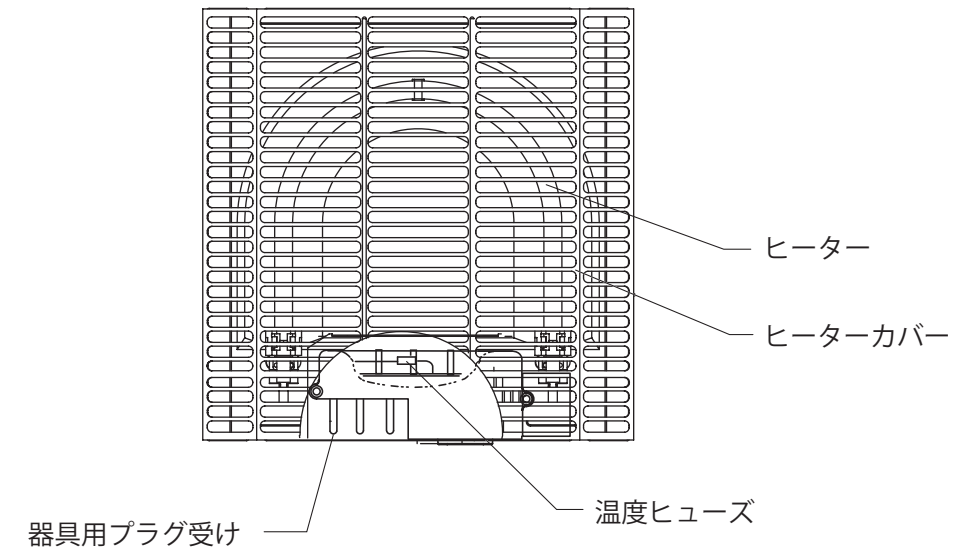 ヒーター
ヒーターカバー
温度ヒューズ
器具用プラグ受け